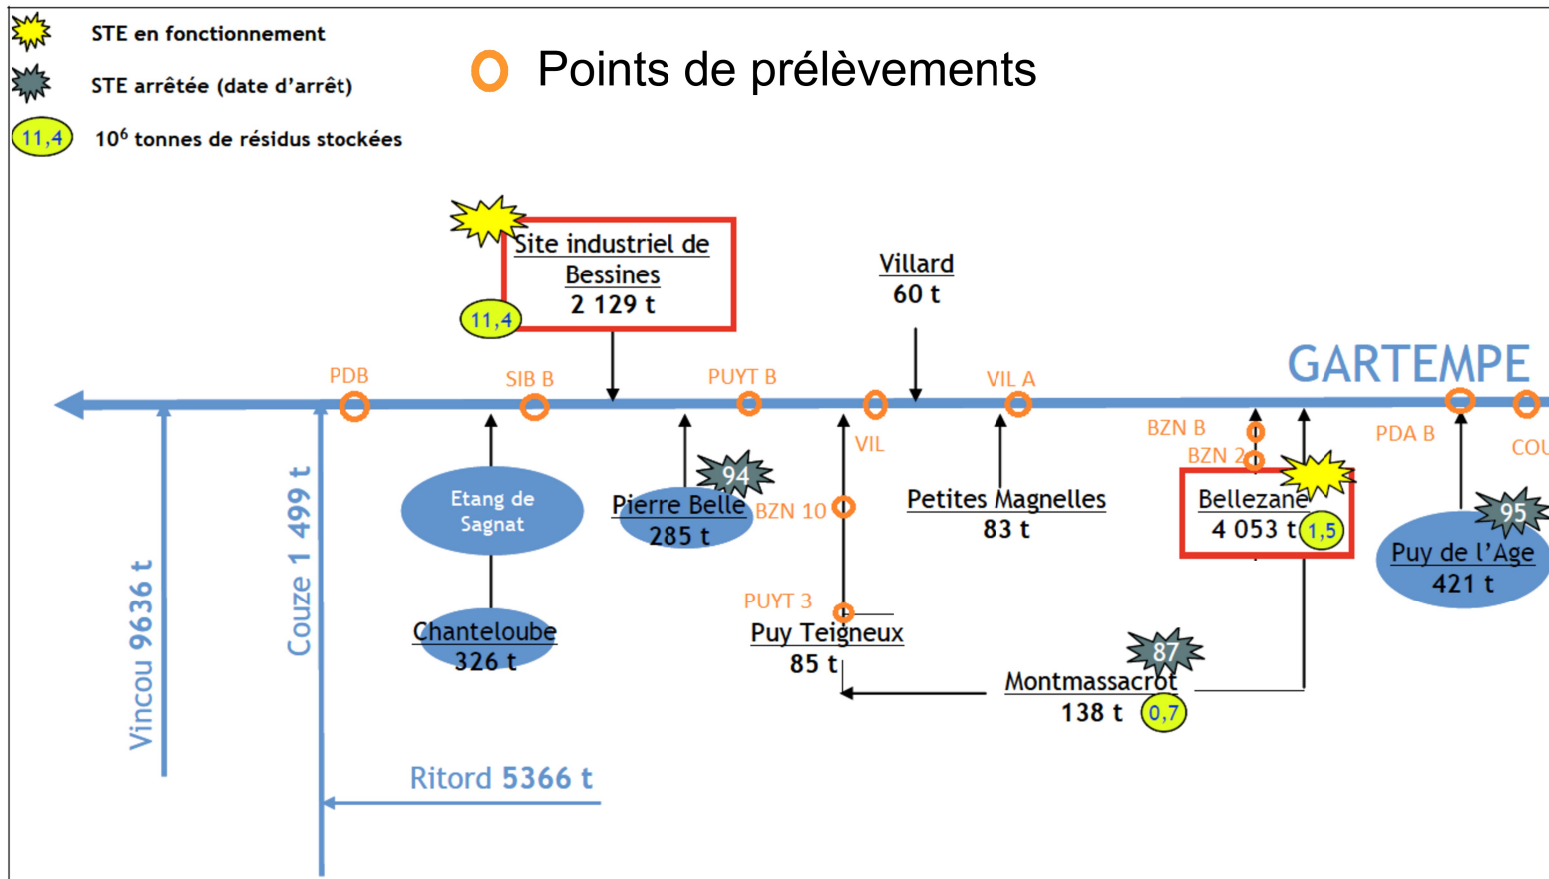 STE en fonctionnement
STE arrêtée (date d'arrêt)
11,4 10⁶ tonnes de résidus stockées
Points de prélèvements
Site industriel de
Bessines
2 129 t
11,4
Villard
60 t
GARTEMPE
PDB
SIB B
PUYT B
VIL
VIL A
BZN B
BZN 2
PDA B
COU
Etang de
Sagnat
Chanteloube
326 t
94
Pierre Belle
285 t
BZN 10
PUYT 3
Puy Teigneux
85 t
Petites Magnelles
83 t
87
Montmassacrot
138 t 0,7
Bellezane
4 053 t 1,5
95
Puy de l'Age
421 t
Vincou 9636 t
Couze 1 499 t
Ritord 5366 t